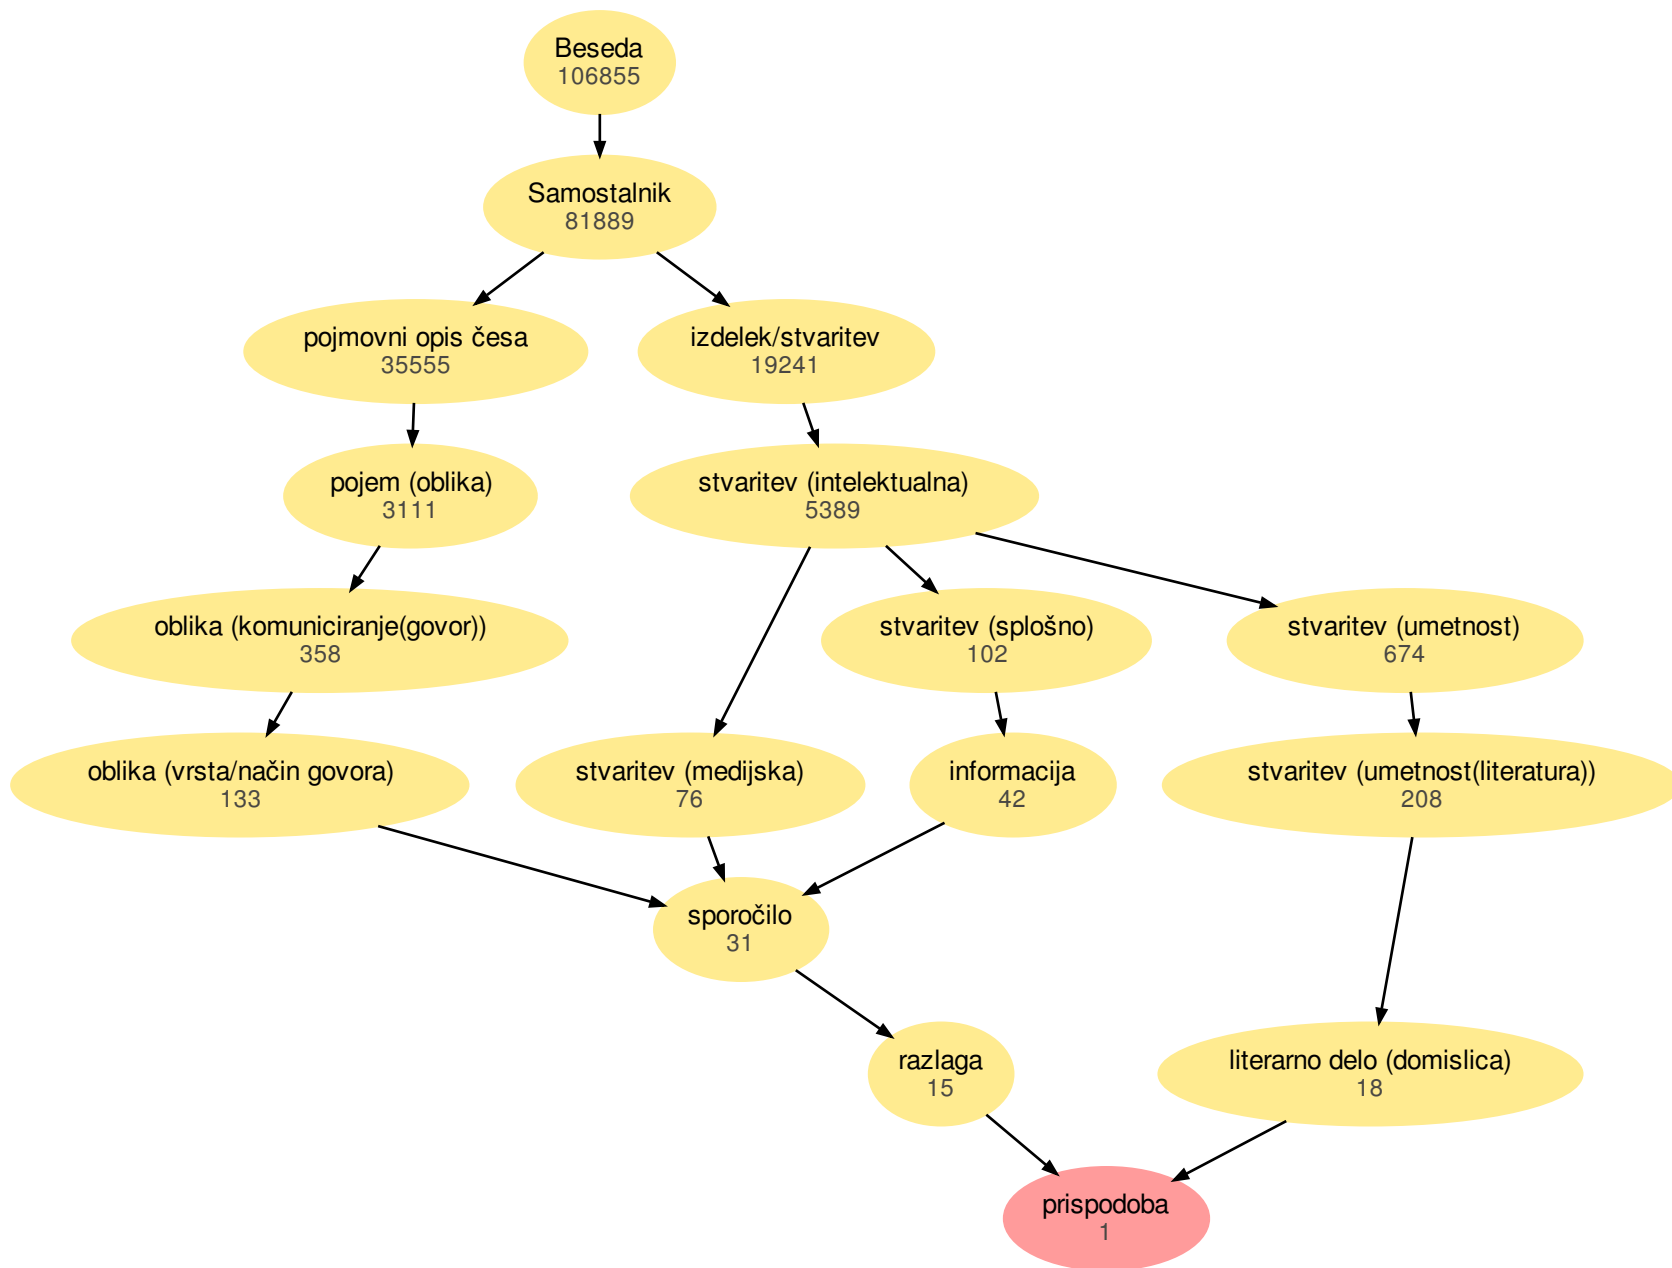 Beseda
106855
Samostalnik
81889
pojmovni opis česa
35555
izdelek/stvaritev
19241
pojem (oblika)
3111
stvaritev (intelektualna)
5389
oblika (komuniciranje(govor))
358
stvaritev (splošno)
102
stvaritev (umetnost)
674
oblika (vrsta/način govora)
133
stvaritev (medijska)
76
informacija
42
stvaritev (umetnost(literatura))
208
sporočilo
31
razlaga
15
literarno delo (domislica)
18
prispodoba
1